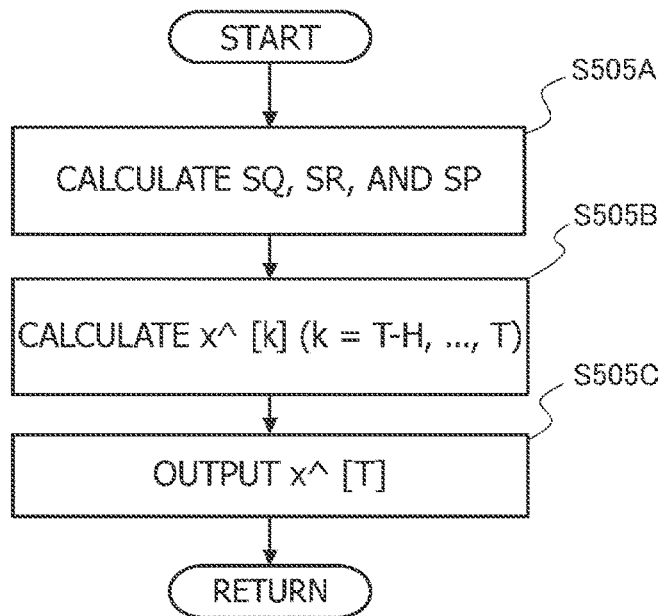 START
S505A
CALCULATE SQ, SR, AND SP
S505B
CALCULATE x^ [k] (k = T-H, ..., T)
S505C
OUTPUT x^ [T]
RETURN